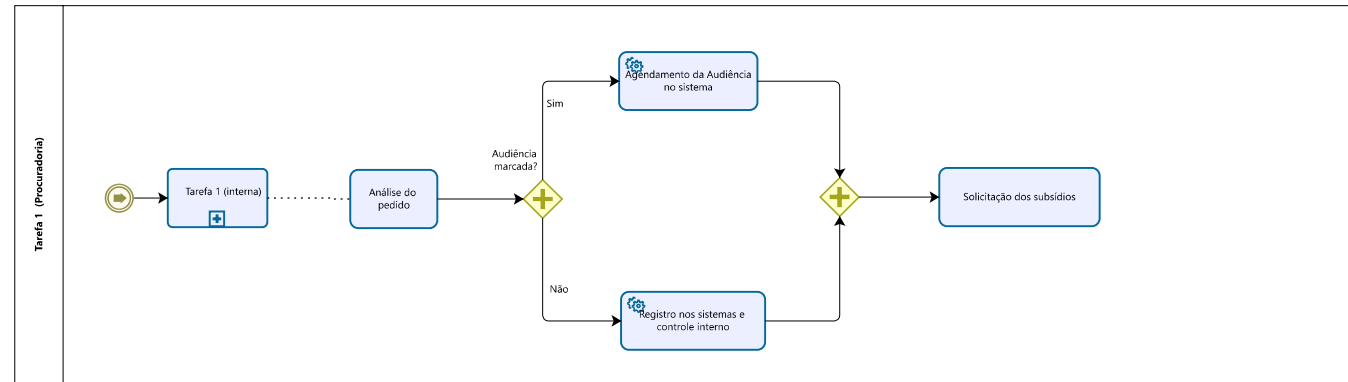 Tarefa 1 (Procuradoria)
Tarefa 1 (interna)
Análise do
pedido
Audiência
marcada?
Sim
Agendamento da Audiência
no sistema
Não
Registro nos sistemas e
controle interno
Solicitação dos subsídios